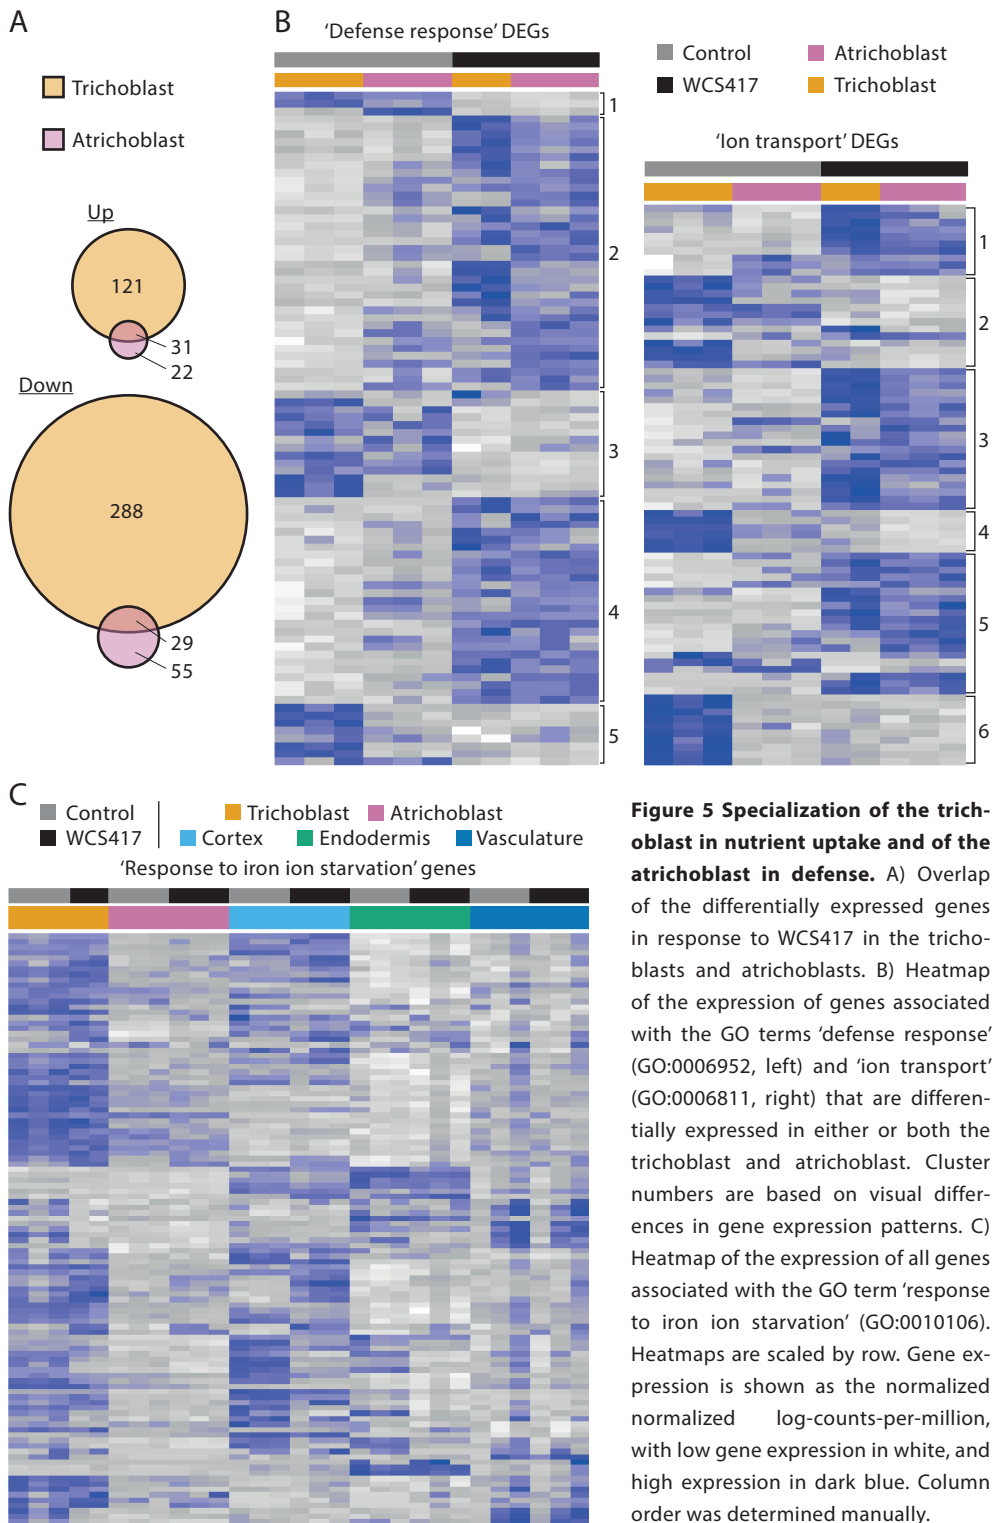 A
Trichoblast
Atrichoblast
Up
121
31
22
Down
288
29
55
B
'Defense response' DEGs
1
2
3
4
5
Control
Atrichoblast
WCS417
Trichoblast
'Ion transport' DEGs
1
2
3
4
5
6
C
Control
Trichoblast
Atrichoblast
WCS417
Cortex
Endodermis
Vasculature
'Response to iron ion starvation' genes
Figure 5 Specialization of the trich-
oblast in nutrient uptake and of the
atrichoblast in defense. A) Overlap
of the differentially expressed genes
in response to WCS417 in the tricho-
blasts and atrichoblasts. B) Heatmap
of the expression of genes associated
with the GO terms 'defense response'
(GO:0006952, left) and 'ion transport'
(GO:0006811, right) that are differen-
tially expressed in either or both the
trichoblast and atrichoblast. Cluster
numbers are based on visual differ-
ences in gene expression patterns. C)
Heatmap of the expression of all genes
associated with the GO term 'response
to iron ion starvation' (GO:0010106).
Heatmaps are scaled by row. Gene ex-
pression is shown as the normalized
normalized log-counts-per-million,
with low gene expression in white, and
high expression in dark blue. Column
order was determined manually.